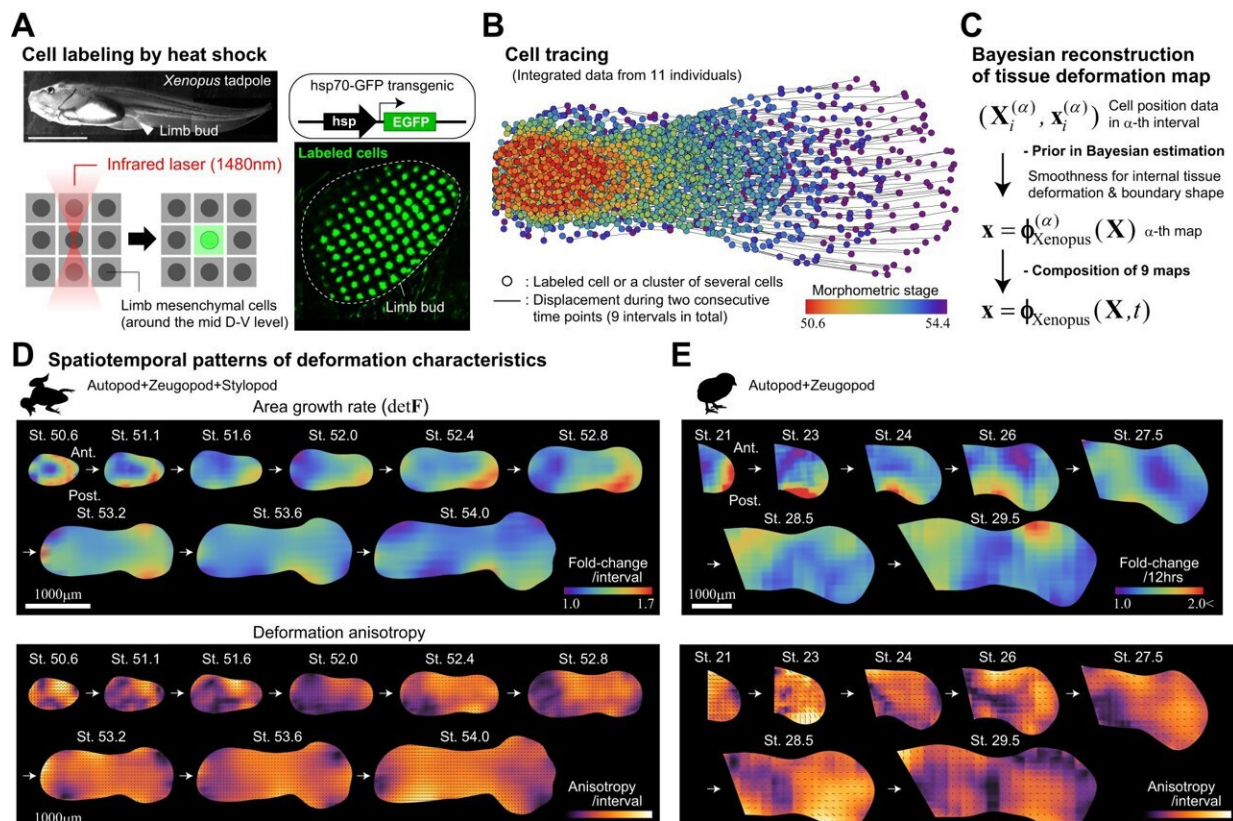 A
Cell labeling by heat shock
Xenopus tadpole
Limb bud
Infrared laser (1480nm)
Limb mesenchymal cells
(around the mid D-V level)
hsp70-GFP transgenic
hsp
EGFP
Labeled cells
Limb bud
B
Cell tracing
(Integrated data from 11 individuals)
: Labeled cell or a cluster of several cells
: Displacement during two consecutive
time points (9 intervals in total)
Morphometric stage
50.6
54.4
C
Bayesian reconstruction
of tissue deformation map
(X_i^(α), x_i^(α))
Cell position data
in α-th interval
- Prior in Bayesian estimation
Smoothness for internal tissue
deformation & boundary shape
x = ϕ_Xenopus^(α) (X) α-th map
- Composition of 9 maps
x = ϕ_Xenopus (X, t)
D
Spatiotemporal patterns of deformation characteristics
Autopod+Zeugopod+Stylopod
Area growth rate (detF)
St. 50.6
St. 51.1
St. 51.6
St. 52.0
St. 52.4
St. 52.8
Ant.
Post.
St. 53.2
St. 53.6
St. 54.0
Fold-change
/interval
1.0
1.7
1000μm
Deformation anisotropy
St. 50.6
St. 51.1
St. 51.6
St. 52.0
St. 52.4
St. 52.8
St. 53.2
St. 53.6
St. 54.0
Anisotropy
/interval
1000μm
E
Autopod+Zeugopod
St. 21
St. 23
St. 24
St. 26
St. 27.5
Ant.
Post.
St. 28.5
St. 29.5
Fold-change
/12hrs
1.0
2.0<
1000μm
St. 21
St. 23
St. 24
St. 26
St. 27.5
St. 28.5
St. 29.5
Anisotropy
/interval